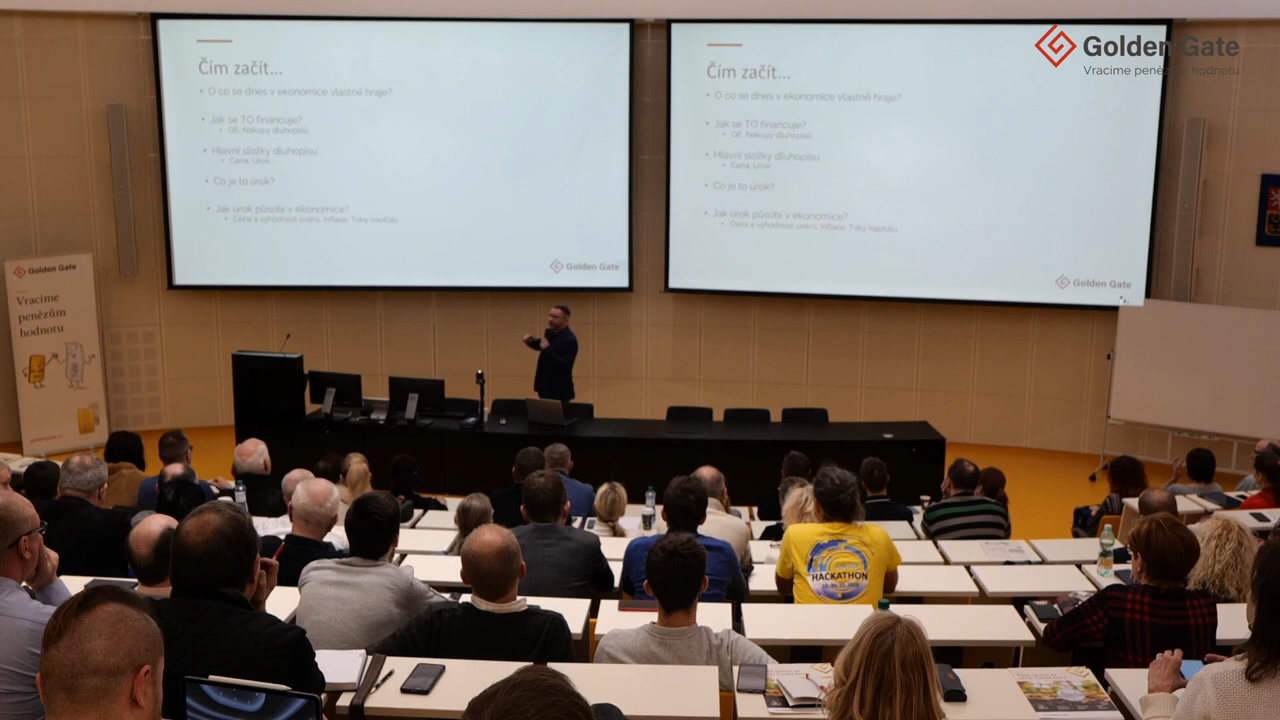 Golden Gate
Vracíme penězům hodnotu
Čím začít...
• O co se dnes v ekonomice vlastně hraje?
• Jak se TO financuje?
• QE, Nákupy dluhopisů
• Hlavní složky dluhopisu
• Cena, Úrok
• Co je to úrok?
• Jak úrok působí v ekonomice?
• Cena a výhodnost úvěrů, Inflace, Toky kapitálu
Golden Gate
Čím začít...
• O co se dnes v ekonomice vlastně hraje?
• Jak se TO financuje?
• QE, Nákupy dluhopisů
• Hlavní složky dluhopisu
• Cena, Úrok
• Co je to úrok?
• Jak úrok působí v ekonomice?
• Cena a výhodnost úvěrů, Inflace, Toky kapitálu
Golden Gate
Golden Gate
Vracíme
penězům
hodnotu
HACKATHON